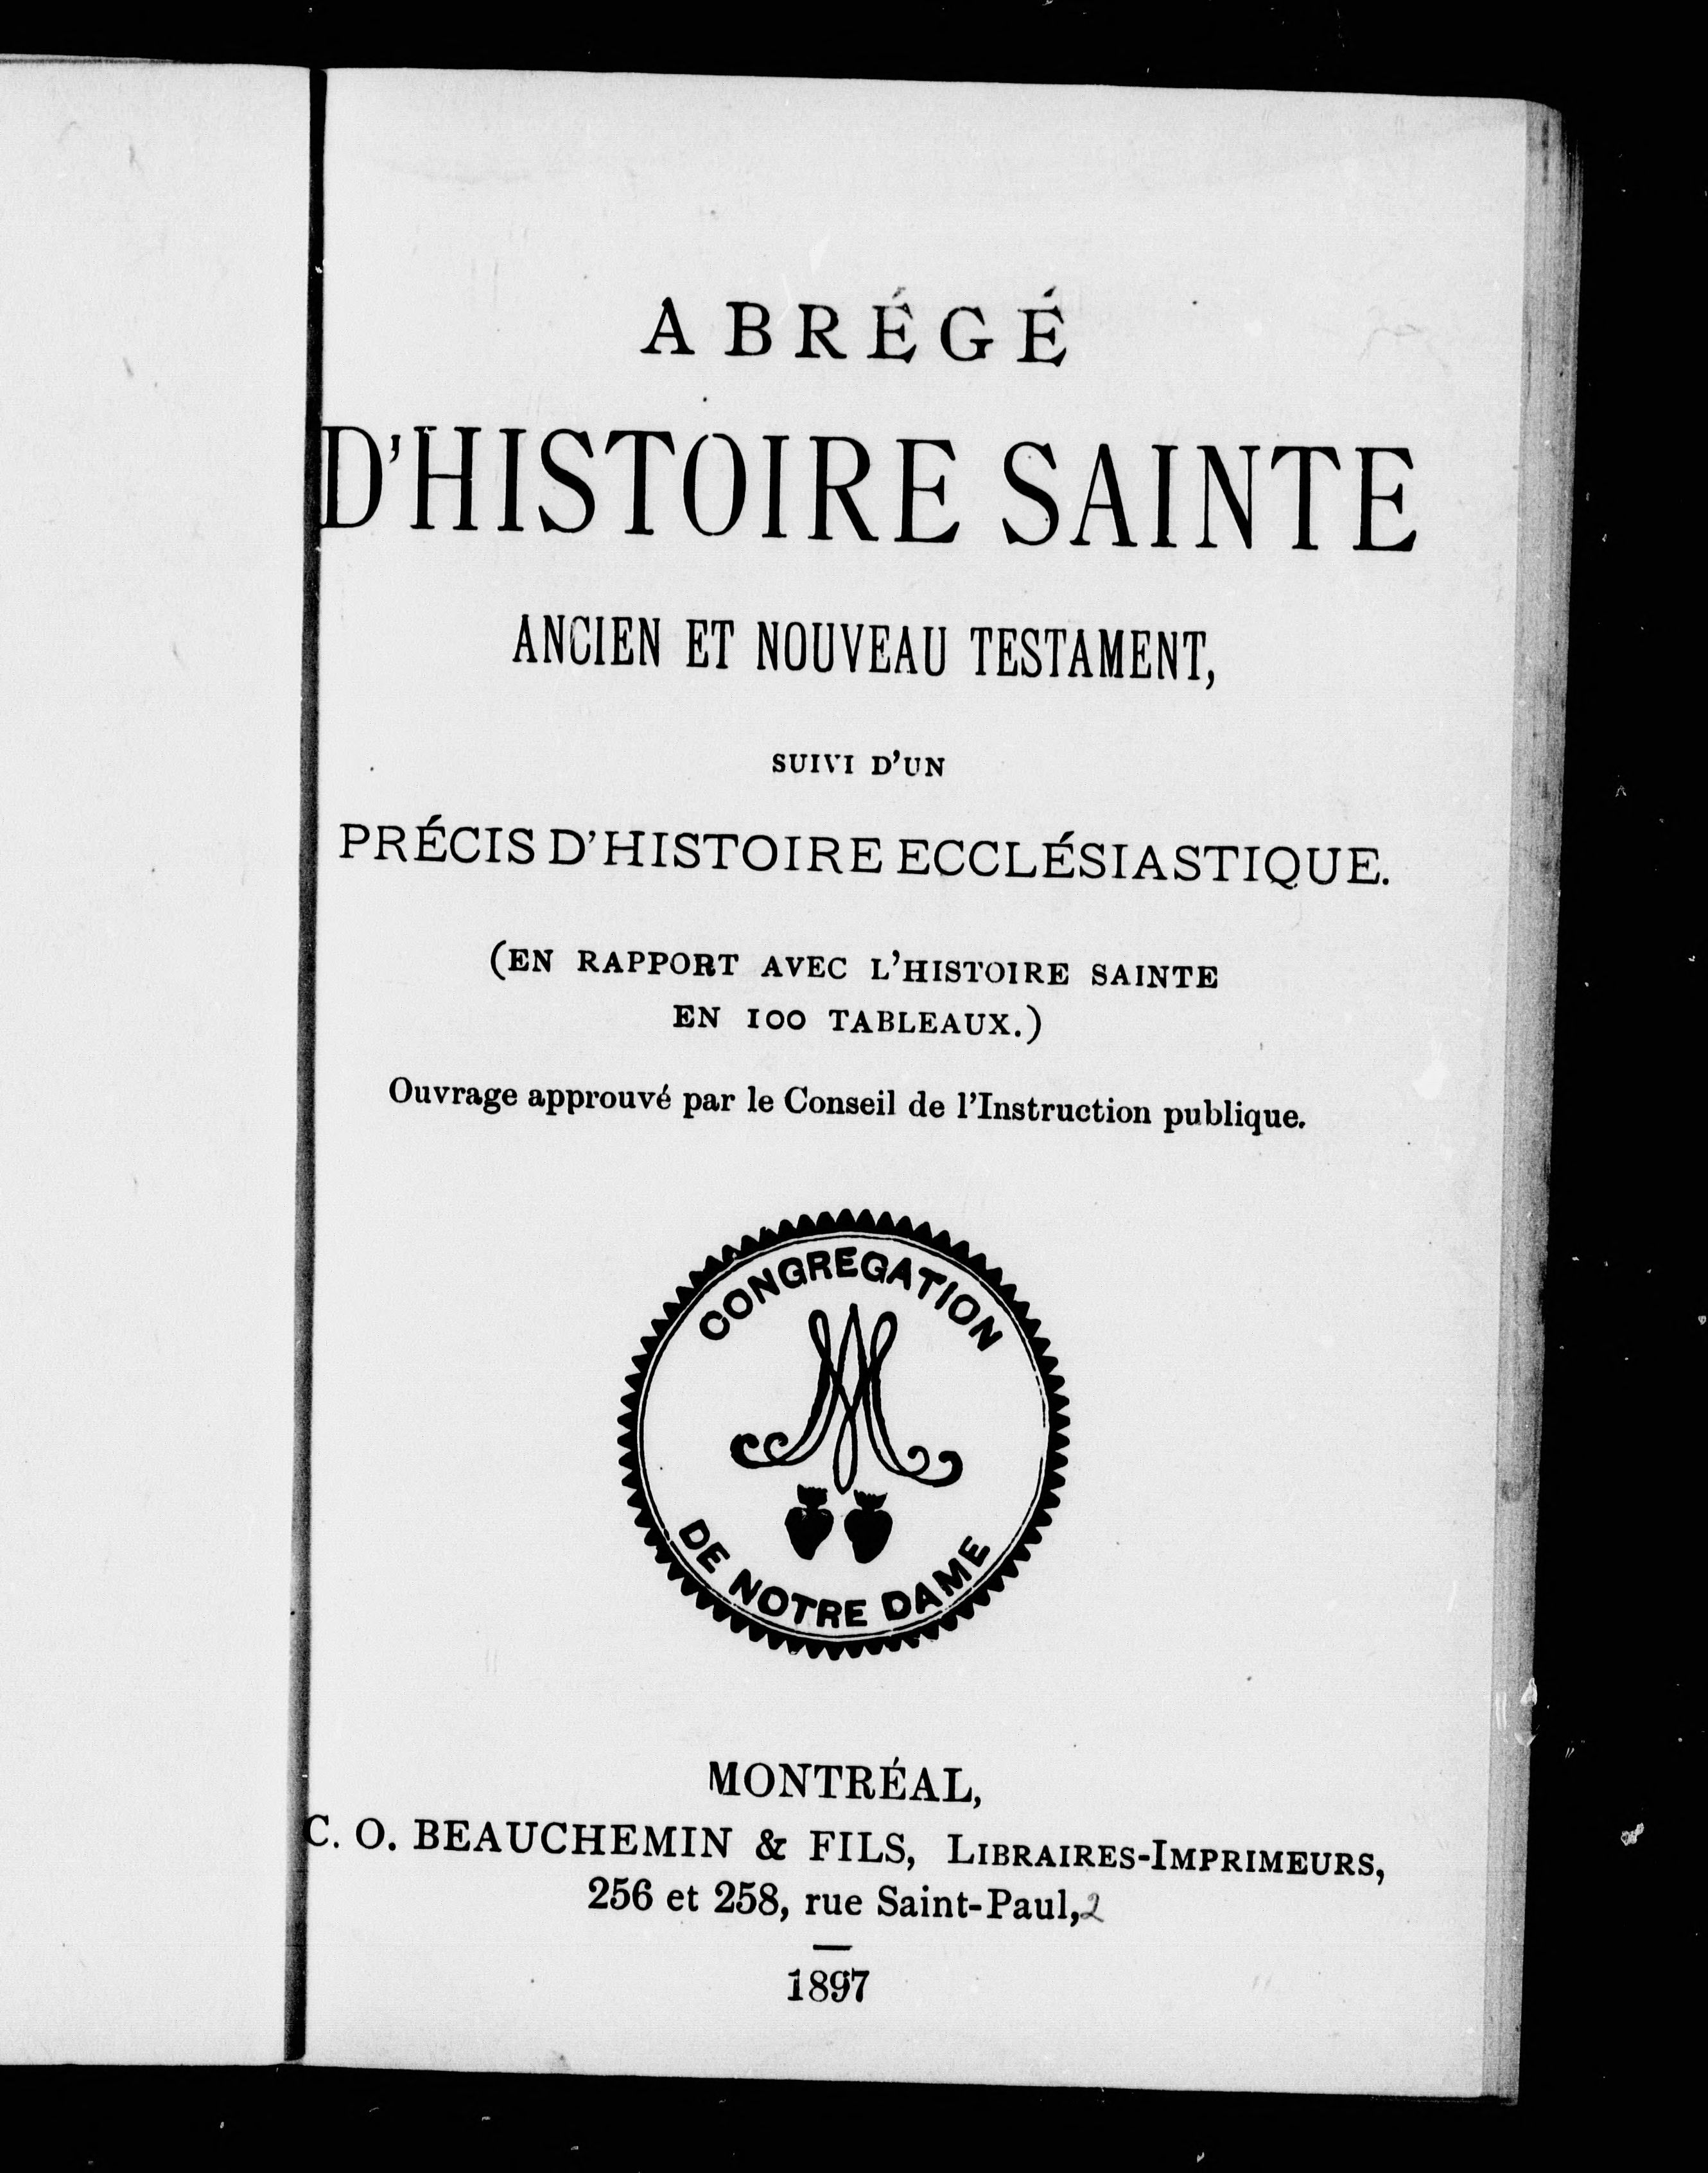 ABRÉGÉ
D'HISTOIRE SAINTE
ANCIEN ET NOUVEAU TESTAMENT,
SUIVI D'UN
PRÉCIS D'HISTOIRE ECCLÉSIASTIQUE.
(EN RAPPORT AVEC L'HISTOIRE SAINTE
EN 100 TABLEAUX.)
Ouvrage approuvé par le Conseil de l'Instruction publique.
CONGREGATION
DE NOTRE DAME
MONTRÉAL,
C. O. BEAUCHEMIN & FILS, LIBRAIRES-IMPRIMEURS,
256 et 258, rue Saint-Paul,2
1897